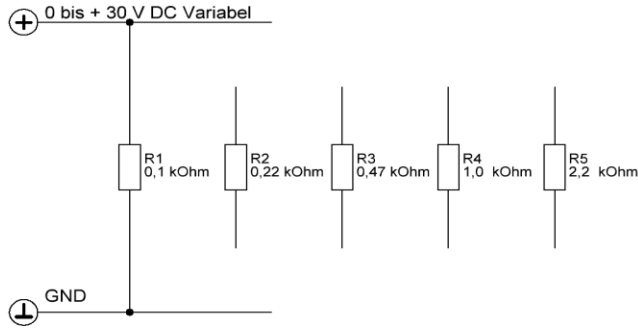 0 bis + 30 V DC Variabel
R1
0,1 kOhm
R2
0,22 kOhm
R3
0,47 kOhm
R4
1,0 kOhm
R5
2,2 kOhm
GND